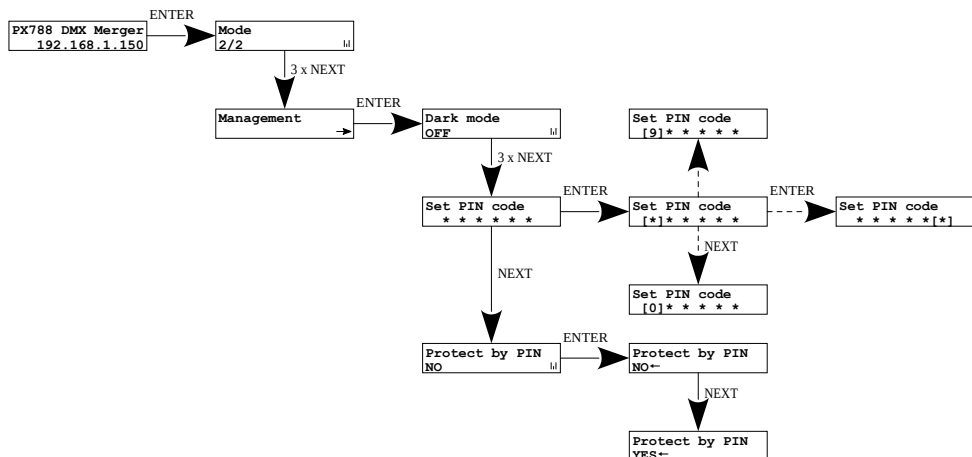 ENTER
PX788 DMX Merger
192.168.1.150
Mode
2/2
3 x NEXT
Management
ENTER
Dark mode
OFF
3 x NEXT
Set PIN code
[9]* * * * *
Set PIN code
* * * * * *
ENTER
Set PIN code
[*]* * * * *
ENTER
Set PIN code
* * * * *[*]
NEXT
NEXT
Set PIN code
[0]* * * * *
Protect by PIN
NO
ENTER
Protect by PIN
NO←
NEXT
Protect by PIN
YES←